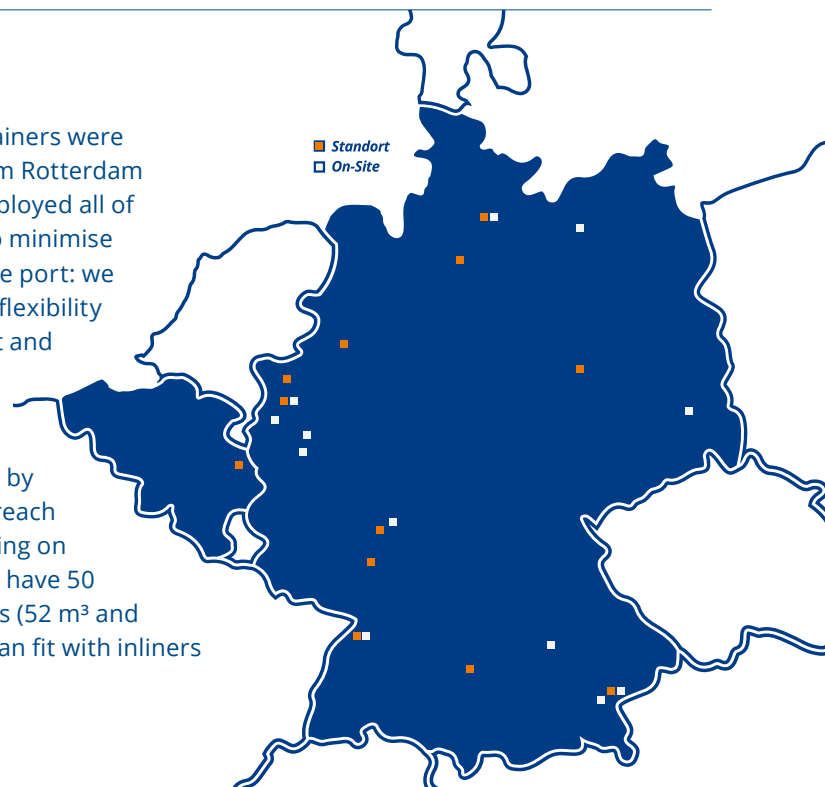 ainers were
m Rotterdam
ployed all of
o minimise
e port: we
flexibility
t and
by
reach
ing on
have 50
s (52 m³ and
an fit with inliners
Standort
On-Site